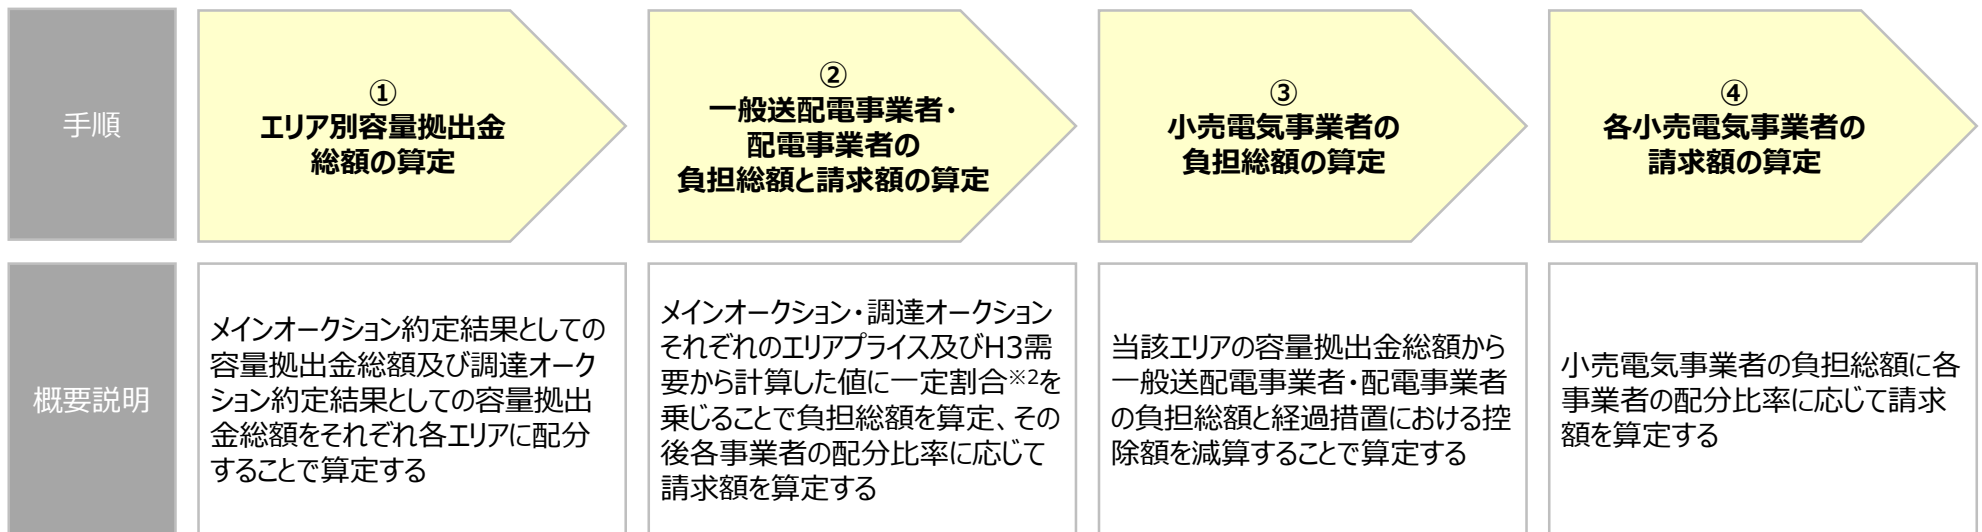 手順
①
エリア別容量拠出金
総額の算定
②
一般送配電事業者・
配電事業者の
負担総額と請求額の算定
③
小売電気事業者の
負担総額の算定
④
各小売電気事業者の
請求額の算定
概要説明
メインオークション約定結果としての
容量拠出金総額及び調達オーク
ション約定結果としての容量拠出
金総額をそれぞれ各エリアに配分
することで算定する
メインオークション・調達オークション
それぞれのエリアプライス及びH3需
要から計算した値に一定割合※2を
乗じることで負担総額を算定、その
後各事業者の配分比率に応じて
請求額を算定する
当該エリアの容量拠出金総額から
一般送配電事業者・配電事業者
の負担総額と経過措置における控
除額を減算することで算定する
小売電気事業者の負担総額に各
事業者の配分比率に応じて請求
額を算定する